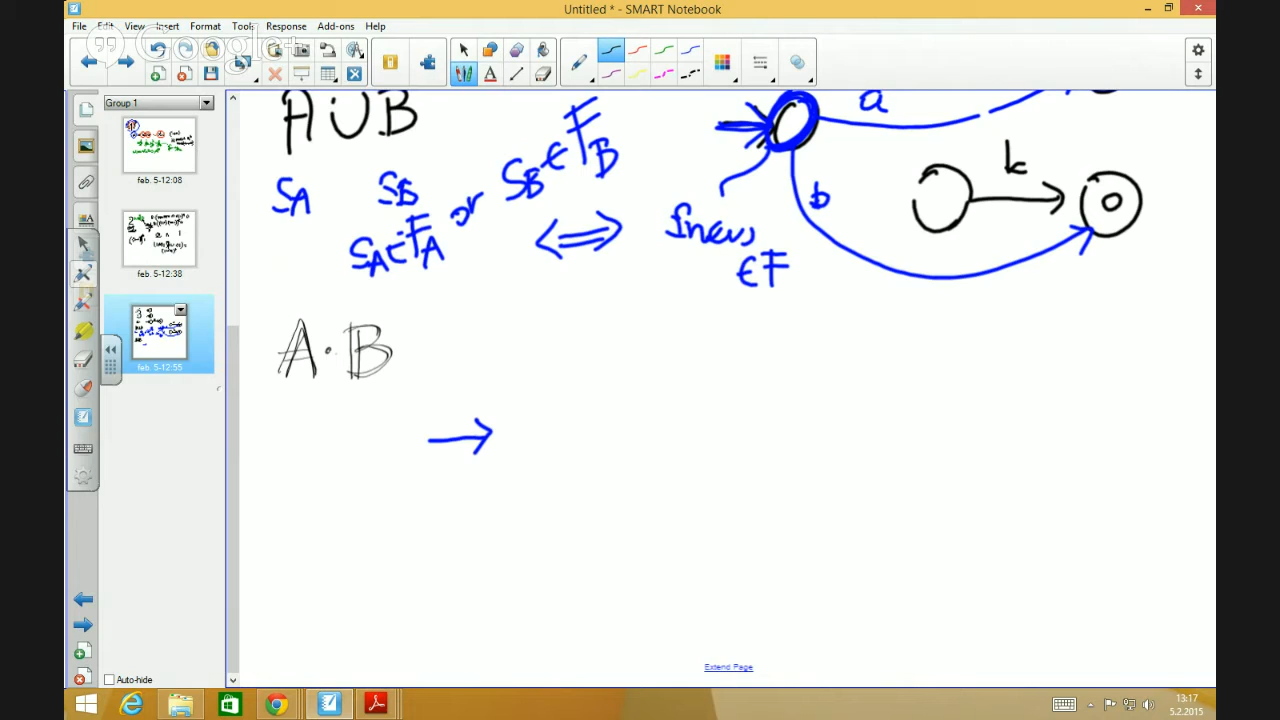 Untitled * - SMART Notebook
File Edit View Insert Format Tools Response Add-ons Help
Google+
Group 1
feb. 5-12:08
feb. 5-12:38
feb. 5-12:55
A∪B
a
k
b
SA SB or SB∈FB
SA∈FA ⇔ snew
∈F
A·B
→
Extend Page
Auto-hide
13:17
5.2.2015